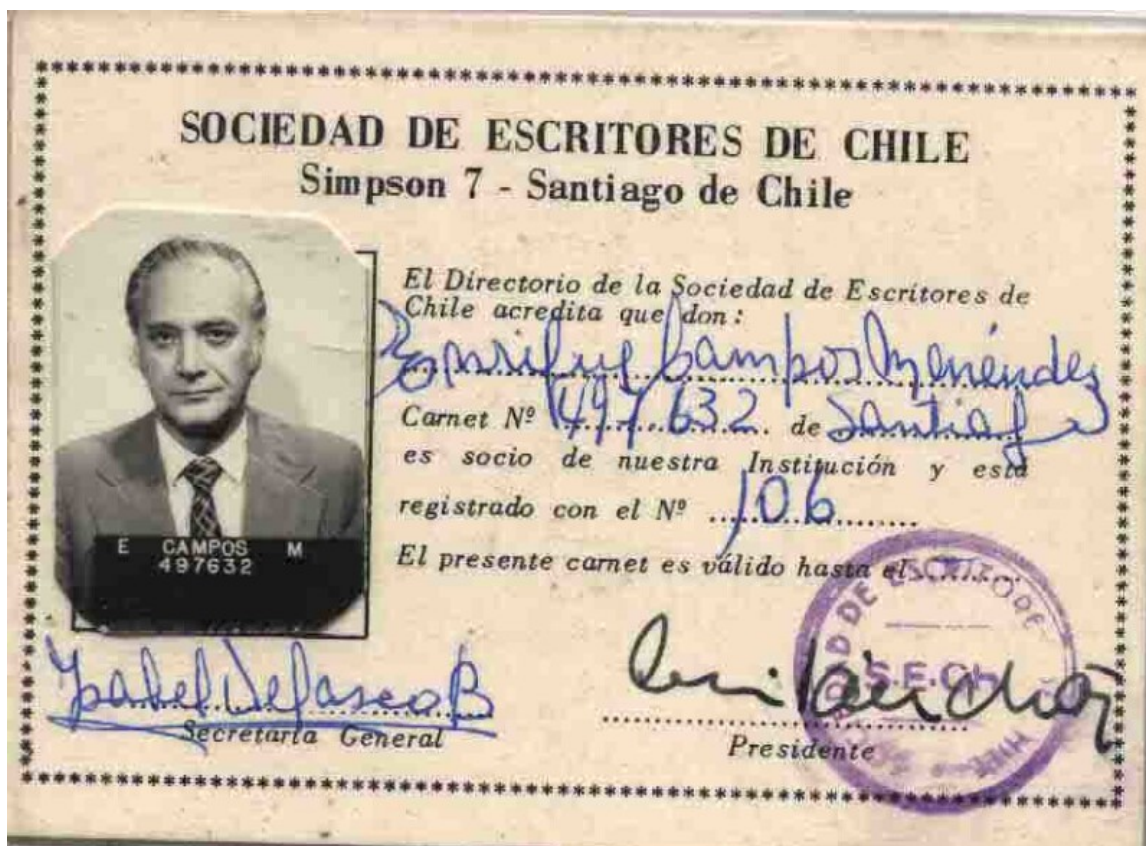 SOCIEDAD DE ESCRITORES DE CHILE
Simpson 7 - Santiago de Chile
El Directorio de la Sociedad de Escritores de
Chile acredita que don:
Enrique Campos Menéndez
Carnet Nº 497.632 de Santiago
es socio de nuestra Institución y está
registrado con el Nº 106
El presente carnet es válido hasta el
E CAMPOS M
497632
Ysabel Velasco B
Secretaria General
Presidente
S.E.CH.